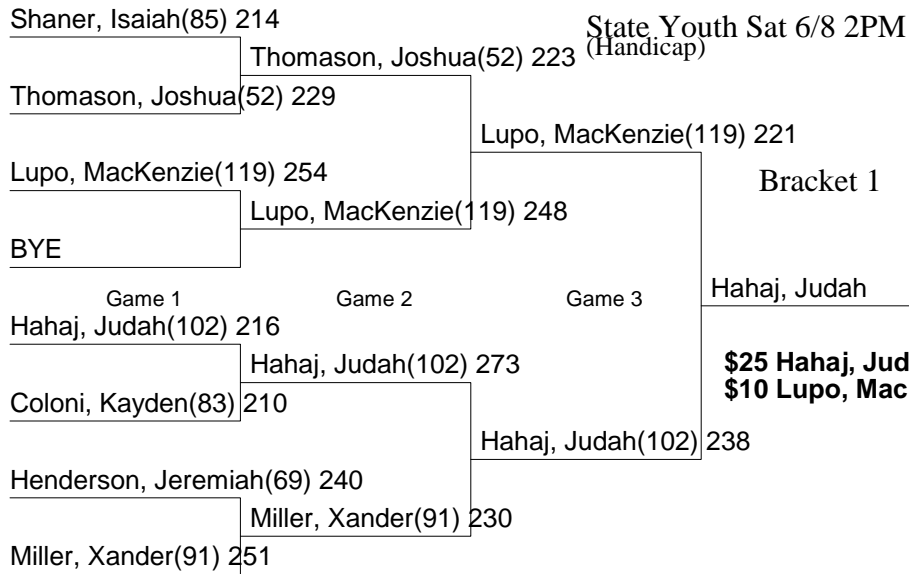 Shaner, Isaiah(85) 214
State Youth Sat 6/8 2PM
(Handicap)
Thomason, Joshua(52) 223
Thomason, Joshua(52) 229
Lupo, MacKenzie(119) 221
Lupo, MacKenzie(119) 254
Bracket 1
Lupo, MacKenzie(119) 248
BYE
Game 1
Game 2
Game 3
Hahaj, Judah
Hahaj, Judah(102) 216
Hahaj, Judah(102) 273
$25 Hahaj, Jud
$10 Lupo, Mac
Coloni, Kayden(83) 210
Hahaj, Judah(102) 238
Henderson, Jeremiah(69) 240
Miller, Xander(91) 230
Miller, Xander(91) 251